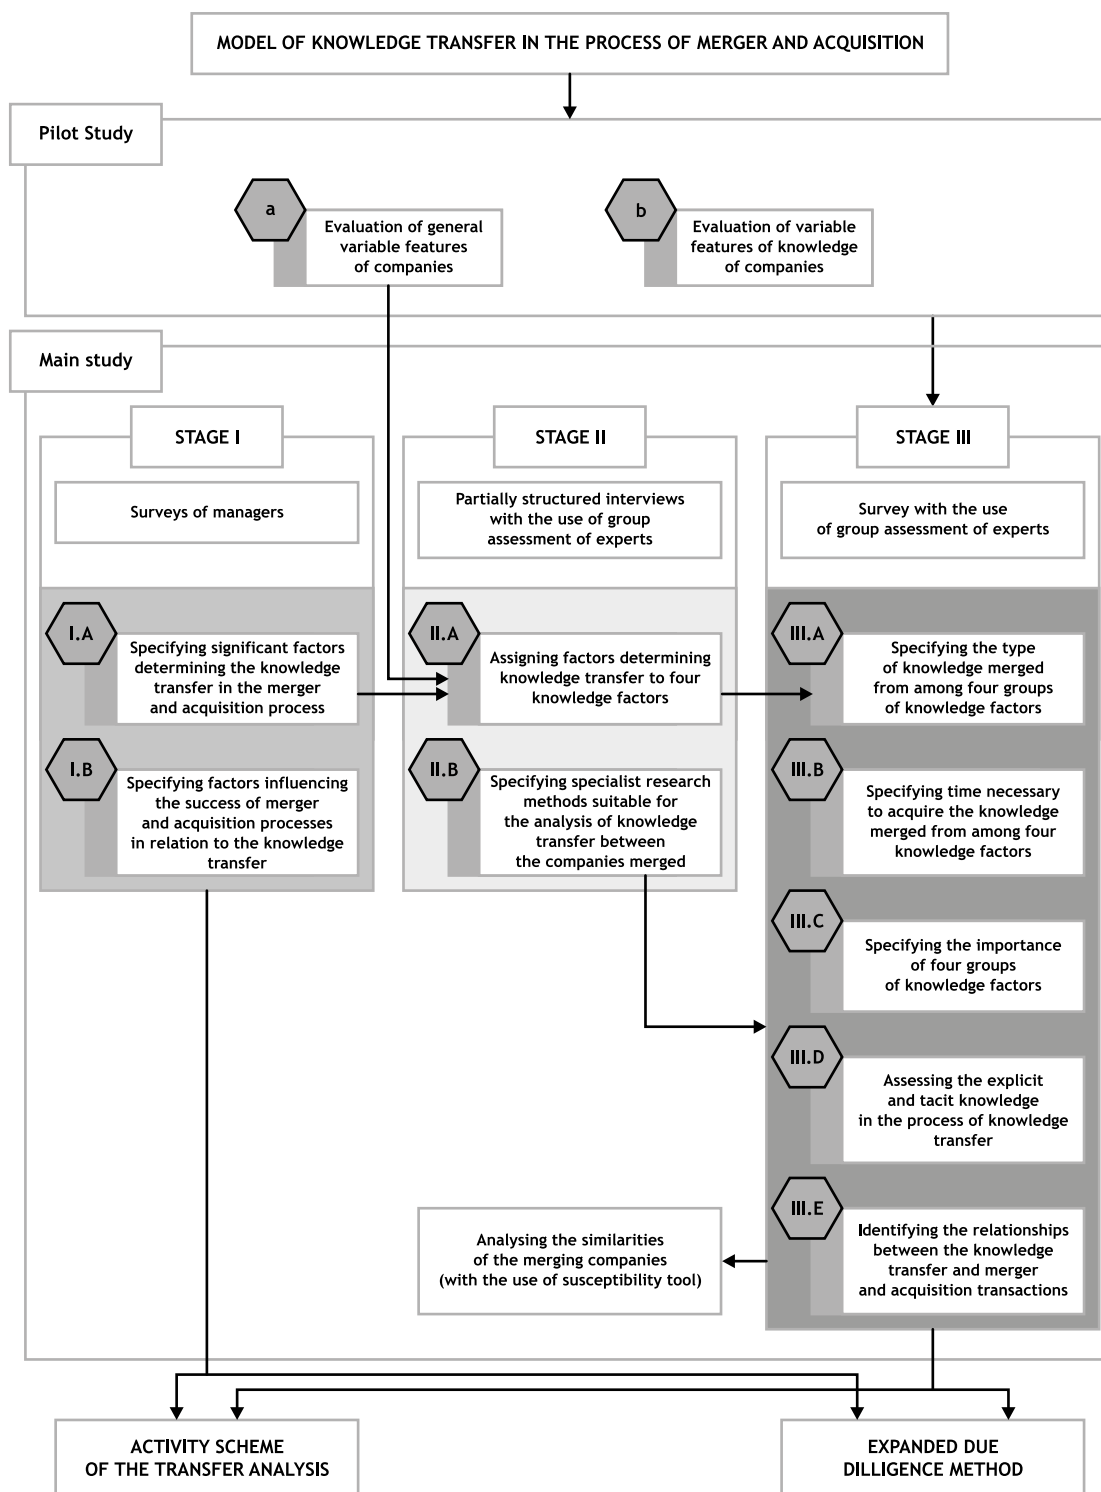 MODEL OF KNOWLEDGE TRANSFER IN THE PROCESS OF MERGER AND ACQUISITION
Pilot Study
a
Evaluation of general
variable features
of companies
b
Evaluation of variable
features of knowledge
of companies
Main study
STAGE I
Surveys of managers
I.A
Specifying significant factors
determining the knowledge
transfer in the merger
and acquisition process
I.B
Specifying factors influencing
the success of merger
and acquisition processes
in relation to the knowledge
transfer
STAGE II
Partially structured interviews
with the use of group
assessment of experts
II.A
Assigning factors determining
knowledge transfer to four
knowledge factors
II.B
Specifying specialist research
methods suitable for
the analysis of knowledge
transfer between
the companies merged
STAGE III
Survey with the use
of group assessment of experts
III.A
Specifying the type
of knowledge merged
from among four groups
of knowledge factors
III.B
Specifying time necessary
to acquire the knowledge
merged from among four
knowledge factors
III.C
Specifying the importance
of four groups
of knowledge factors
III.D
Assessing the explicit
and tacit knowledge
in the process of knowledge
transfer
III.E
Identifying the relationships
between the knowledge
transfer and merger
and acquisition transactions
Analysing the similarities
of the merging companies
(with the use of susceptibility tool)
ACTIVITY SCHEME
OF THE TRANSFER ANALYSIS
EXPANDED DUE
DILLIGENCE METHOD